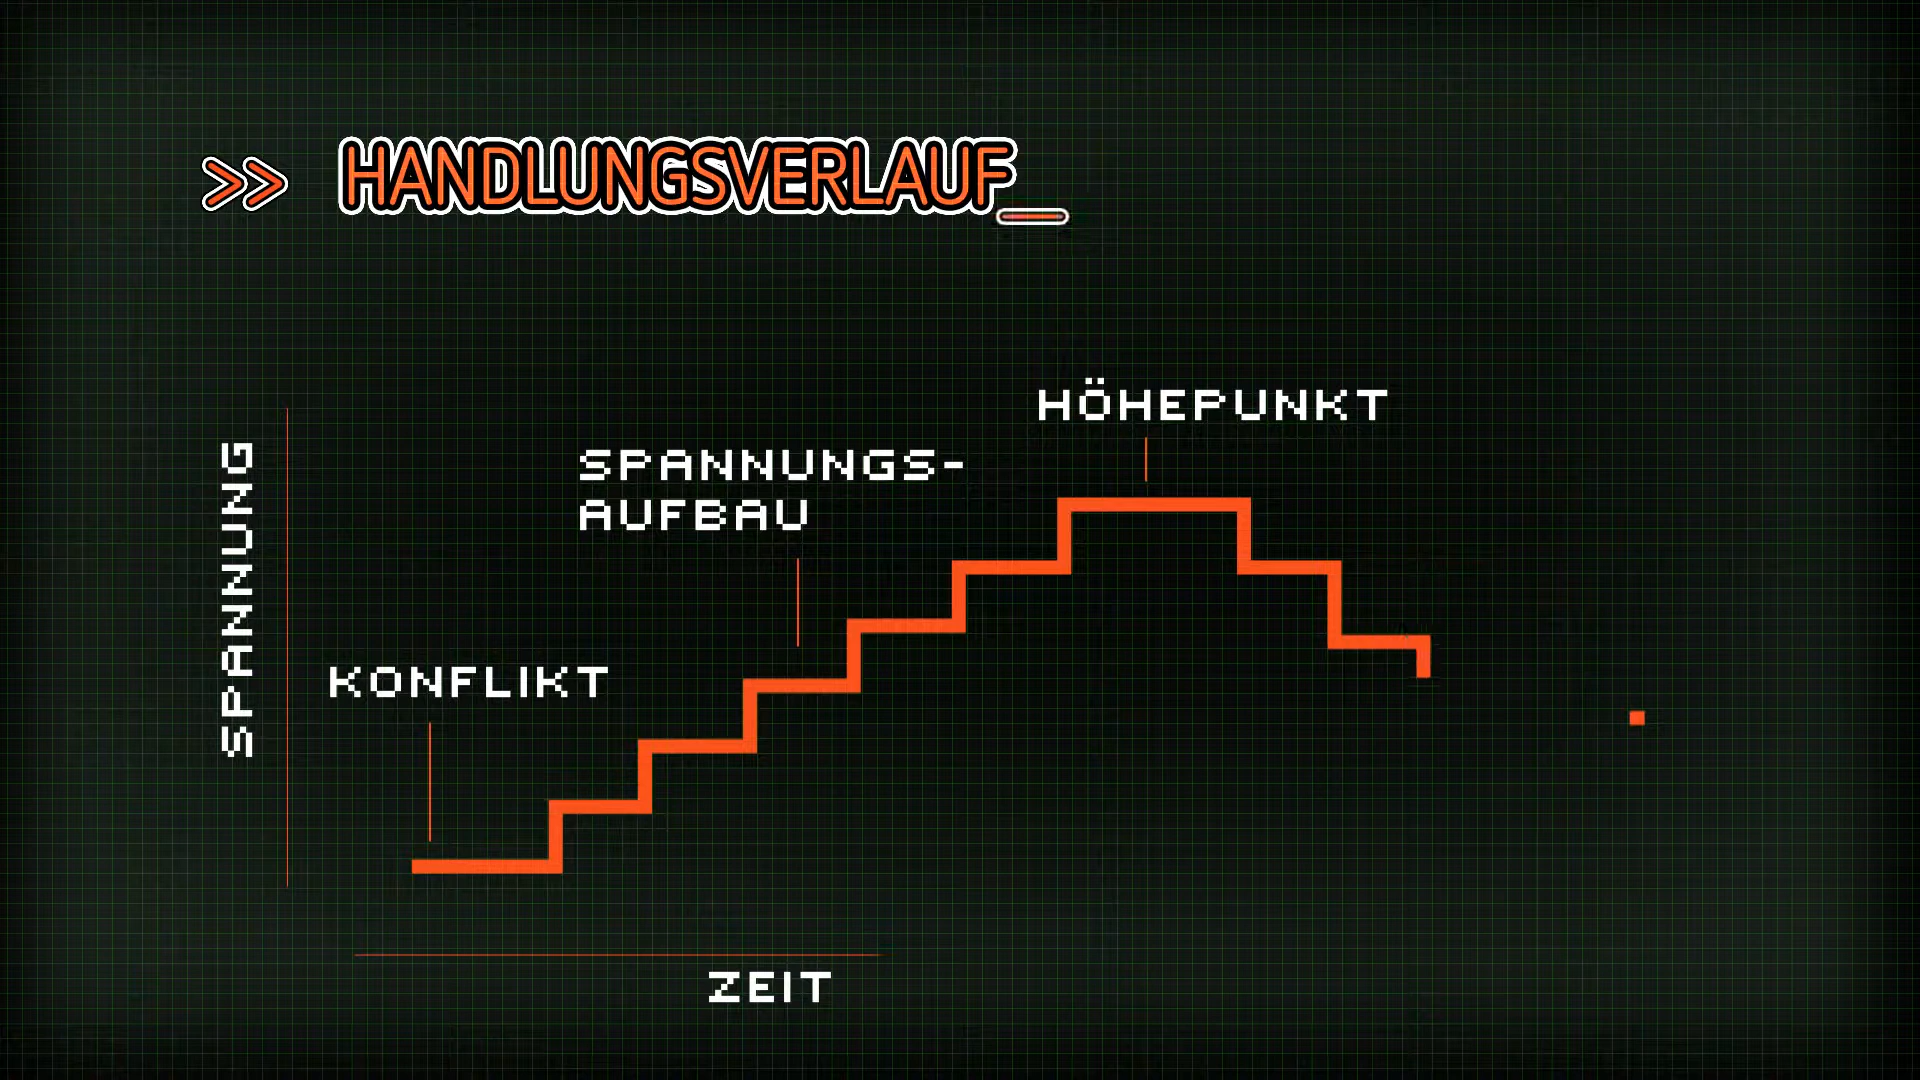 >> HANDLUNGSVERLAUF_
HÖHEPUNKT
SPANNUNGS-
AUFBAU
SPANNUNG
KONFLIKT
ZEIT